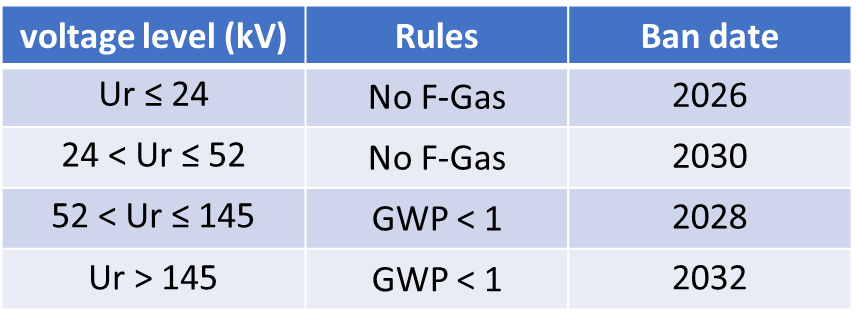 voltage level (kV) Rules Ban date
Ur ≤ 24 No F-Gas 2026
24 < Ur ≤ 52 No F-Gas 2030
52 < Ur ≤ 145 GWP < 1 2028
Ur > 145 GWP < 1 2032